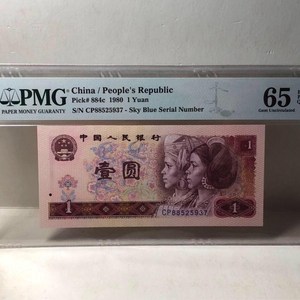 PMG
PAPER MONEY GUARANTY
China / People's Republic
Pick# 884c 1980 1 Yuan
S/N CP88525937 - Sky Blue Serial Number
65
中国人民银行
1
壹圆
1
CP88525937
1